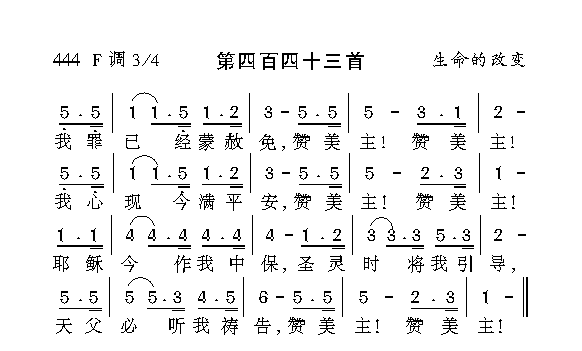 444 F 调 3/4 第四百四十三首 生命的改变
5 . 5 | 1 1 . 5 1 . 2 | 3 - 5 . 5 | 5 - 3 . 1 | 2 -
我 罪 已 经 蒙 赦 免, 赞 美 主! 赞 美 主!
5 . 5 | 1 1 . 5 1 . 2 | 3 - 5 . 5 | 5 - 2 . 3 | 1 -
我 心 现 今 满 平 安, 赞 美 主! 赞 美 主!
1 . 1 | 4 4 . 4 4 . 4 | 4 - 1 . 2 | 3 3 . 3 5 . 3 | 2 -
耶 稣 今 作 我 中 保, 圣 灵 时 将 我 引 导,
5 . 5 | 5 5 . 3 4 . 5 | 6 - 5 . 5 | 5 - 2 . 3 | 1 - ‖
天 父 必 听 我 祷 告, 赞 美 主! 赞 美 主!